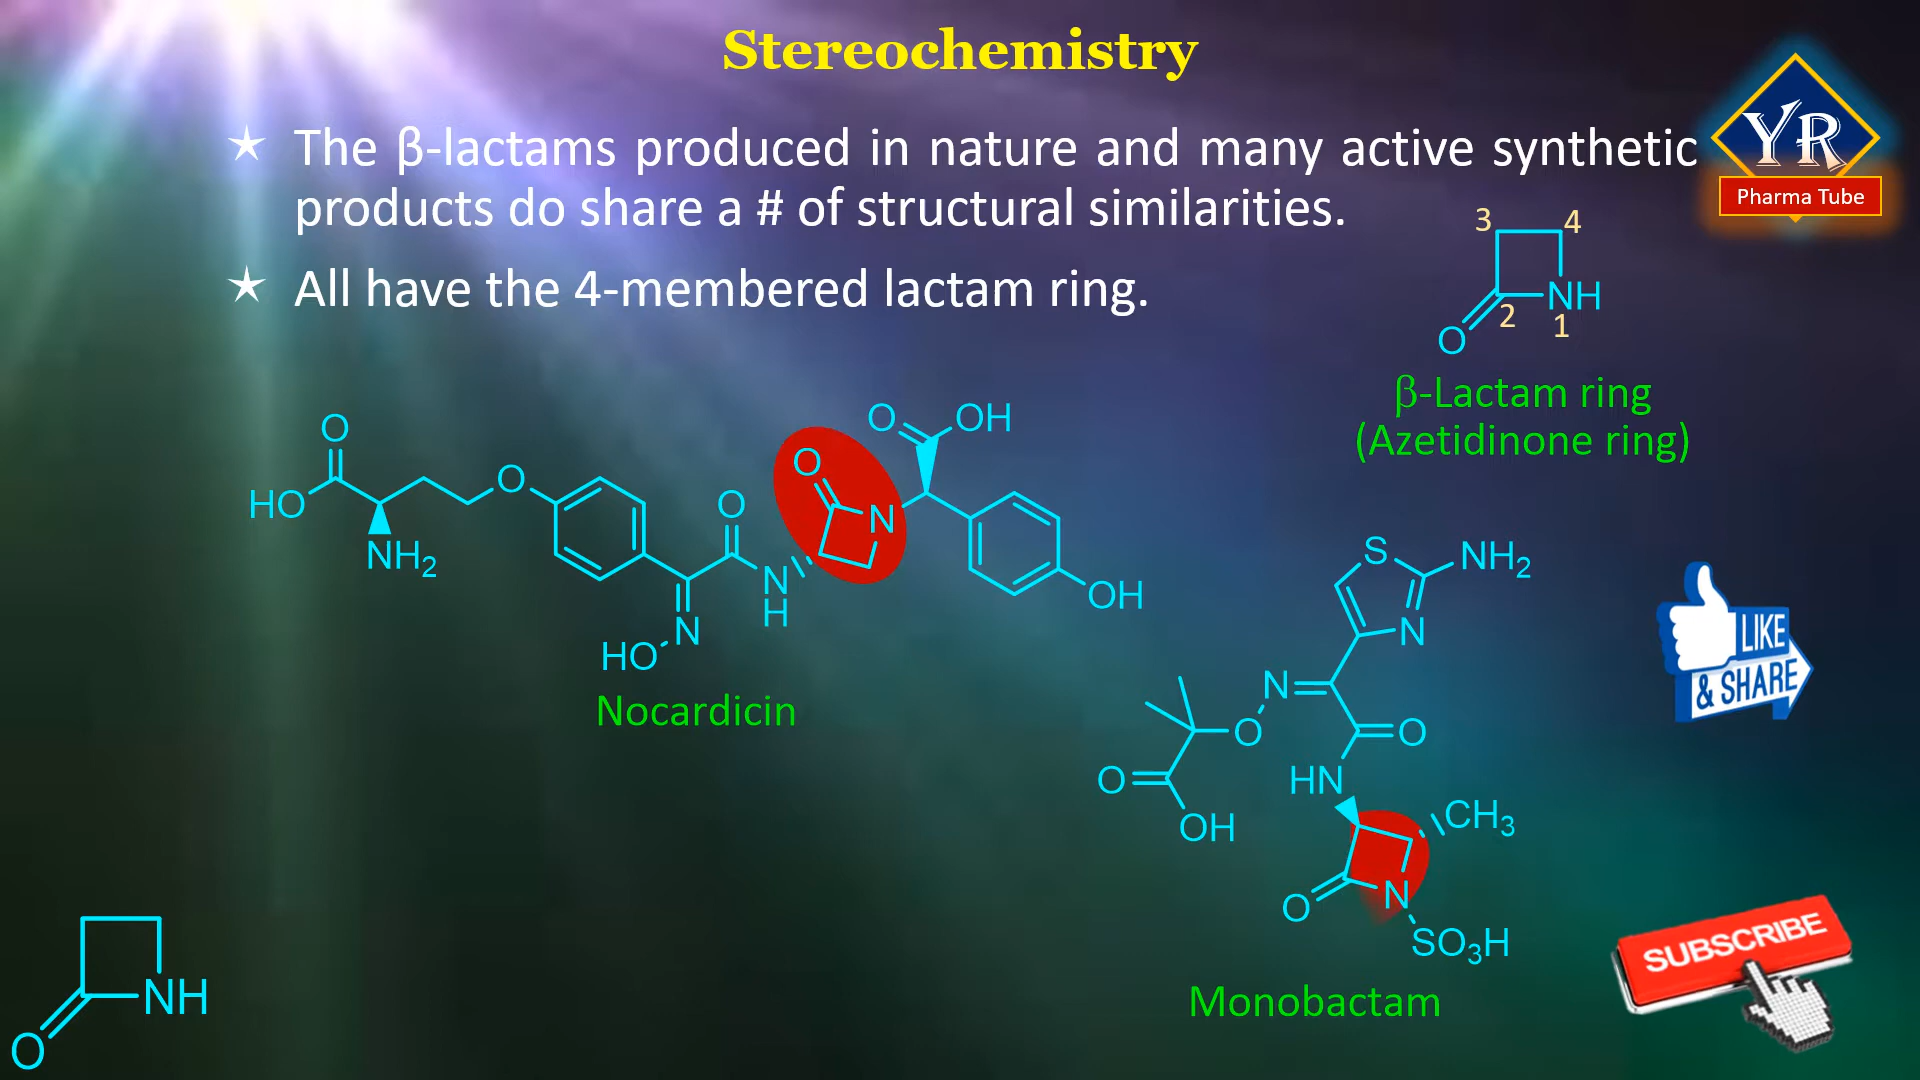 Stereochemistry
YR
Pharma Tube
★ The β-lactams produced in nature and many active synthetic
products do share a # of structural similarities.
★ All have the 4-membered lactam ring.
3 4
NH
2 1
O
β-Lactam ring
(Azetidinone ring)
O
HO
NH₂
O
O
N
H
N
HO
O
N
O OH
OH
Nocardicin
S NH₂
N
N
O O
HN
O
OH
CH₃
O N
SO₃H
Monobactam
LIKE
& SHARE
SUBSCRIBE
NH
O